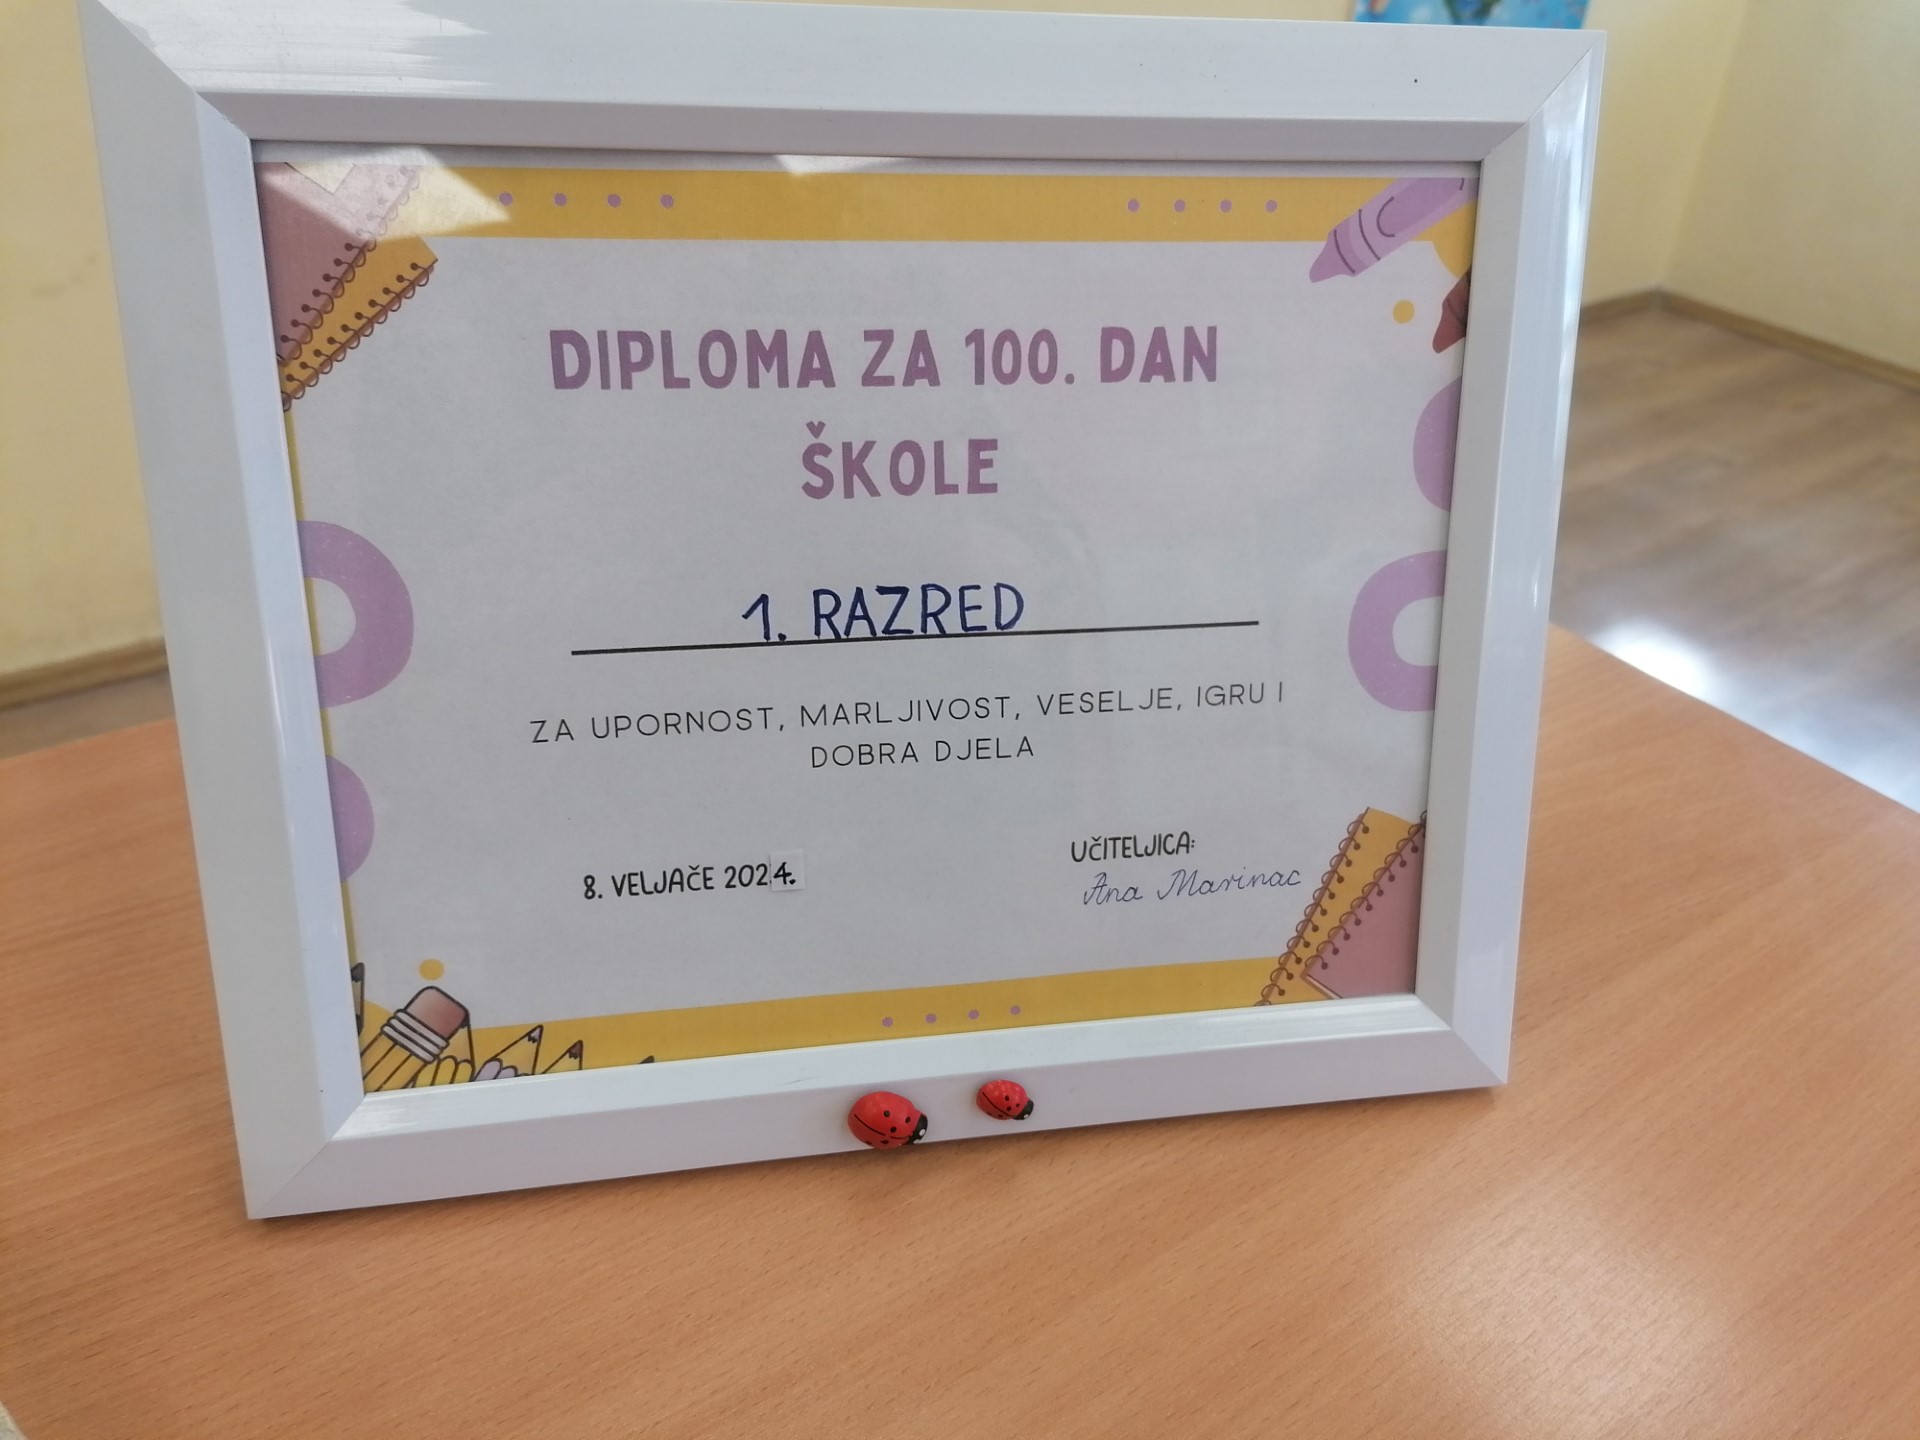 DIPLOMA ZA 100. DAN
ŠKOLE
1. RAZRED
ZA UPORNOST, MARLJIVOST, VESELJE, IGRU I
DOBRA DJELA
8. VELJAČE 2024.
UČITELJICA:
Ana Marinac